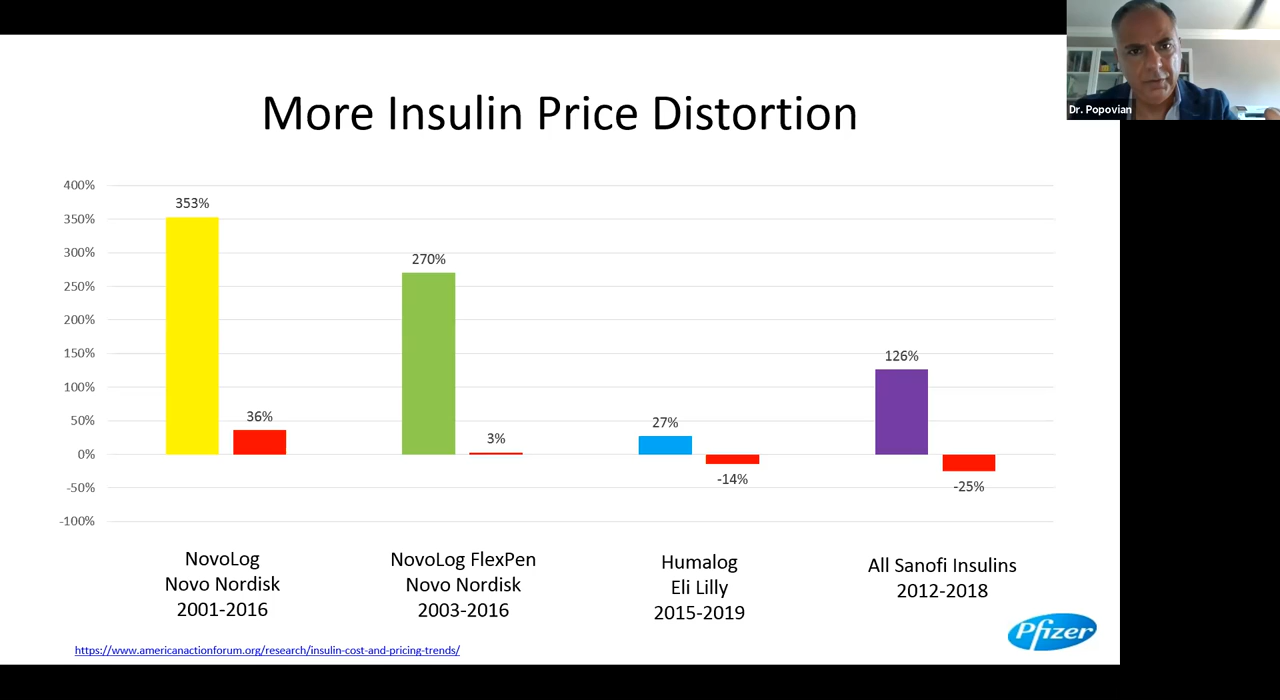 Dr. Popovian
More Insulin Price Distortion
400%
350%
300%
250%
200%
150%
100%
50%
0%
-50%
-100%
353%
36%
270%
3%
27%
-14%
126%
-25%
NovoLog
Novo Nordisk
2001-2016
NovoLog FlexPen
Novo Nordisk
2003-2016
Humalog
Eli Lilly
2015-2019
All Sanofi Insulins
2012-2018
Pfizer
https://www.americanactionforum.org/research/insulin-cost-and-pricing-trends/